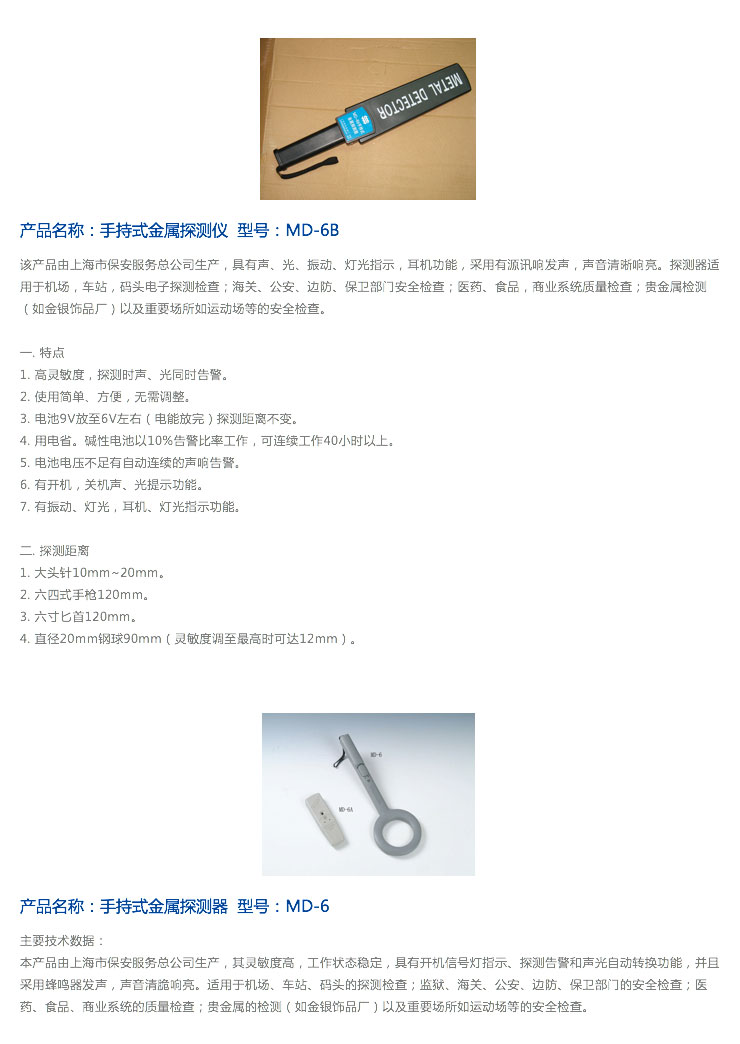 METAL DETECTOR
产品名称：手持式金属探测仪 型号：MD-6B
该产品由上海市保安服务总公司生产，具有声、光、振动、灯光指示，耳机功能，采用有源讯响发声，声音清晰响亮。探测器适
用于机场，车站，码头电子探测检查；海关、公安、边防、保卫部门安全检查；医药、食品，商业系统质量检查；贵金属检测
（如金银饰品厂）以及重要场所如运动场等的安全检查。
一. 特点
1. 高灵敏度，探测时声、光同时告警。
2. 使用简单、方便，无需调整。
3. 电池9V放至6V左右（电能放完）探测距离不变。
4. 用电省。碱性电池以10%告警比率工作，可连续工作40小时以上。
5. 电池电压不足有自动连续的声响告警。
6. 有开机，关机声、光提示功能。
7. 有振动、灯光，耳机、灯光指示功能。
二. 探测距离
1. 大头针10mm~20mm。
2. 六四式手枪120mm。
3. 六寸匕首120mm。
4. 直径20mm钢球90mm（灵敏度调至最高时可达12mm）。
MD-6
MD-6A
产品名称：手持式金属探测器 型号：MD-6
主要技术数据：
本产品由上海市保安服务总公司生产，其灵敏度高，工作状态稳定，具有开机信号灯指示、探测告警和声光自动转换功能，并且
采用蜂鸣器发声，声音清脆响亮。适用于机场、车站、码头的探测检查；监狱、海关、公安、边防、保卫部门的安全检查；医
药、食品、商业系统的质量检查；贵金属的检测（如金银饰品厂）以及重要场所如运动场等的安全检查。